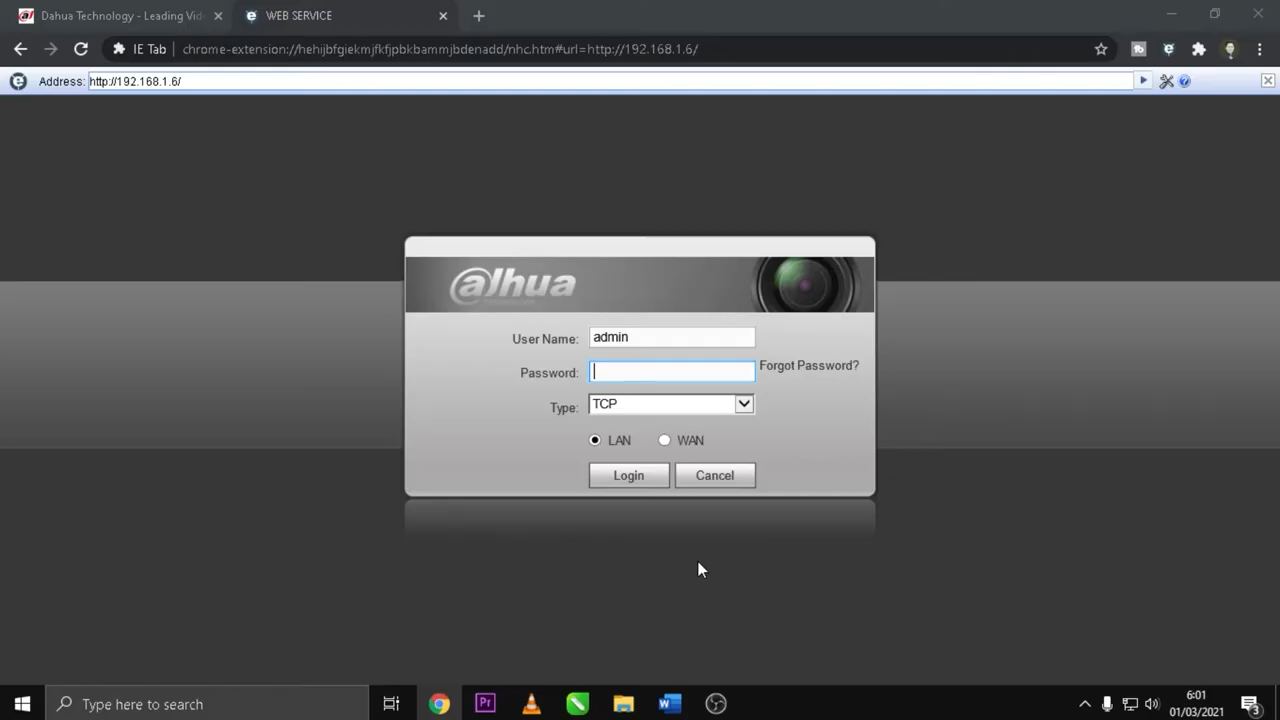 Dahua Technology - Leading Vid
WEB SERVICE
IE Tab
chrome-extension://hehijbfgiekmjfkfjpbkbammjbdenadd/nhc.htm#url=http://192.168.1.6/
Address: http://192.168.1.6/
alhua
TECHNOLOGY
User Name: admin
Password: Forgot Password?
Type: TCP
LAN WAN
Login Cancel
Type here to search
6:01
01/03/2021
3